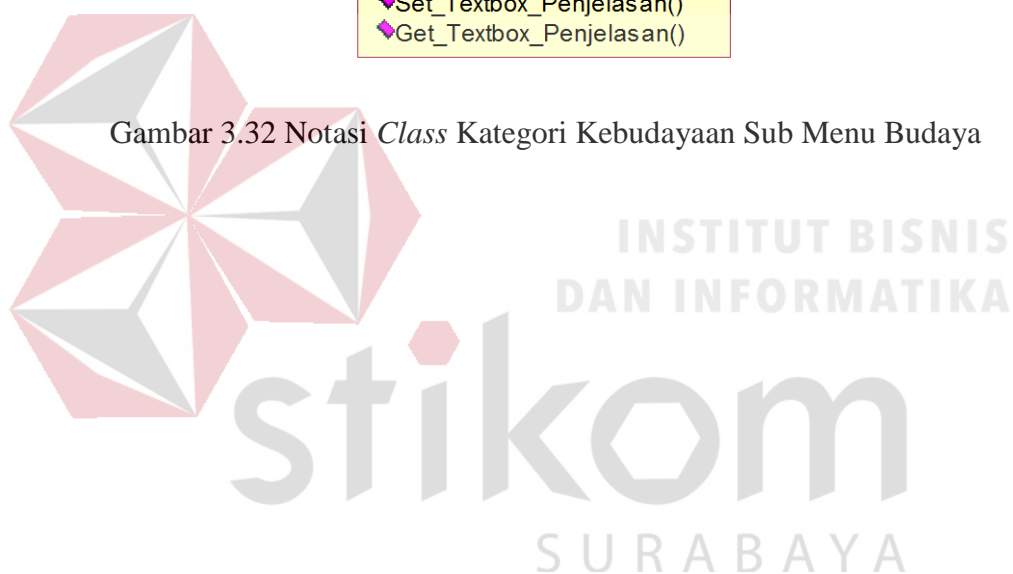 Set_Textbox_Penjelasan()
Get_Textbox_Penjelasan()
Gambar 3.32 Notasi Class Kategori Kebudayaan Sub Menu Budaya
INSTITUT BISNIS
DAN INFORMATIKA
stikom
SURABAYA